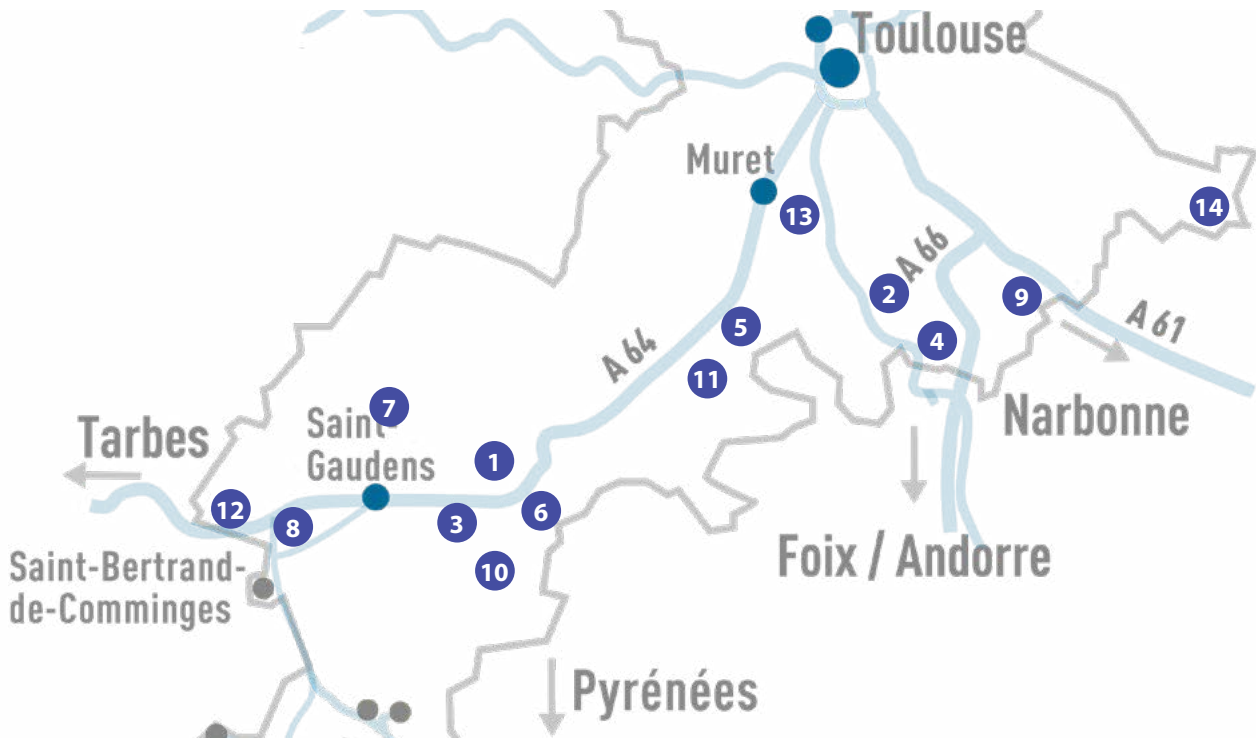 Toulouse
Muret
13
14
2
A 66
9
5
4
A 61
A 64
11
7
Narbonne
Tarbes
Saint-
Gaudens
1
12
8
3
6
Foix / Andorre
Saint-Bertrand-
de-Comminges
10
Pyrénées